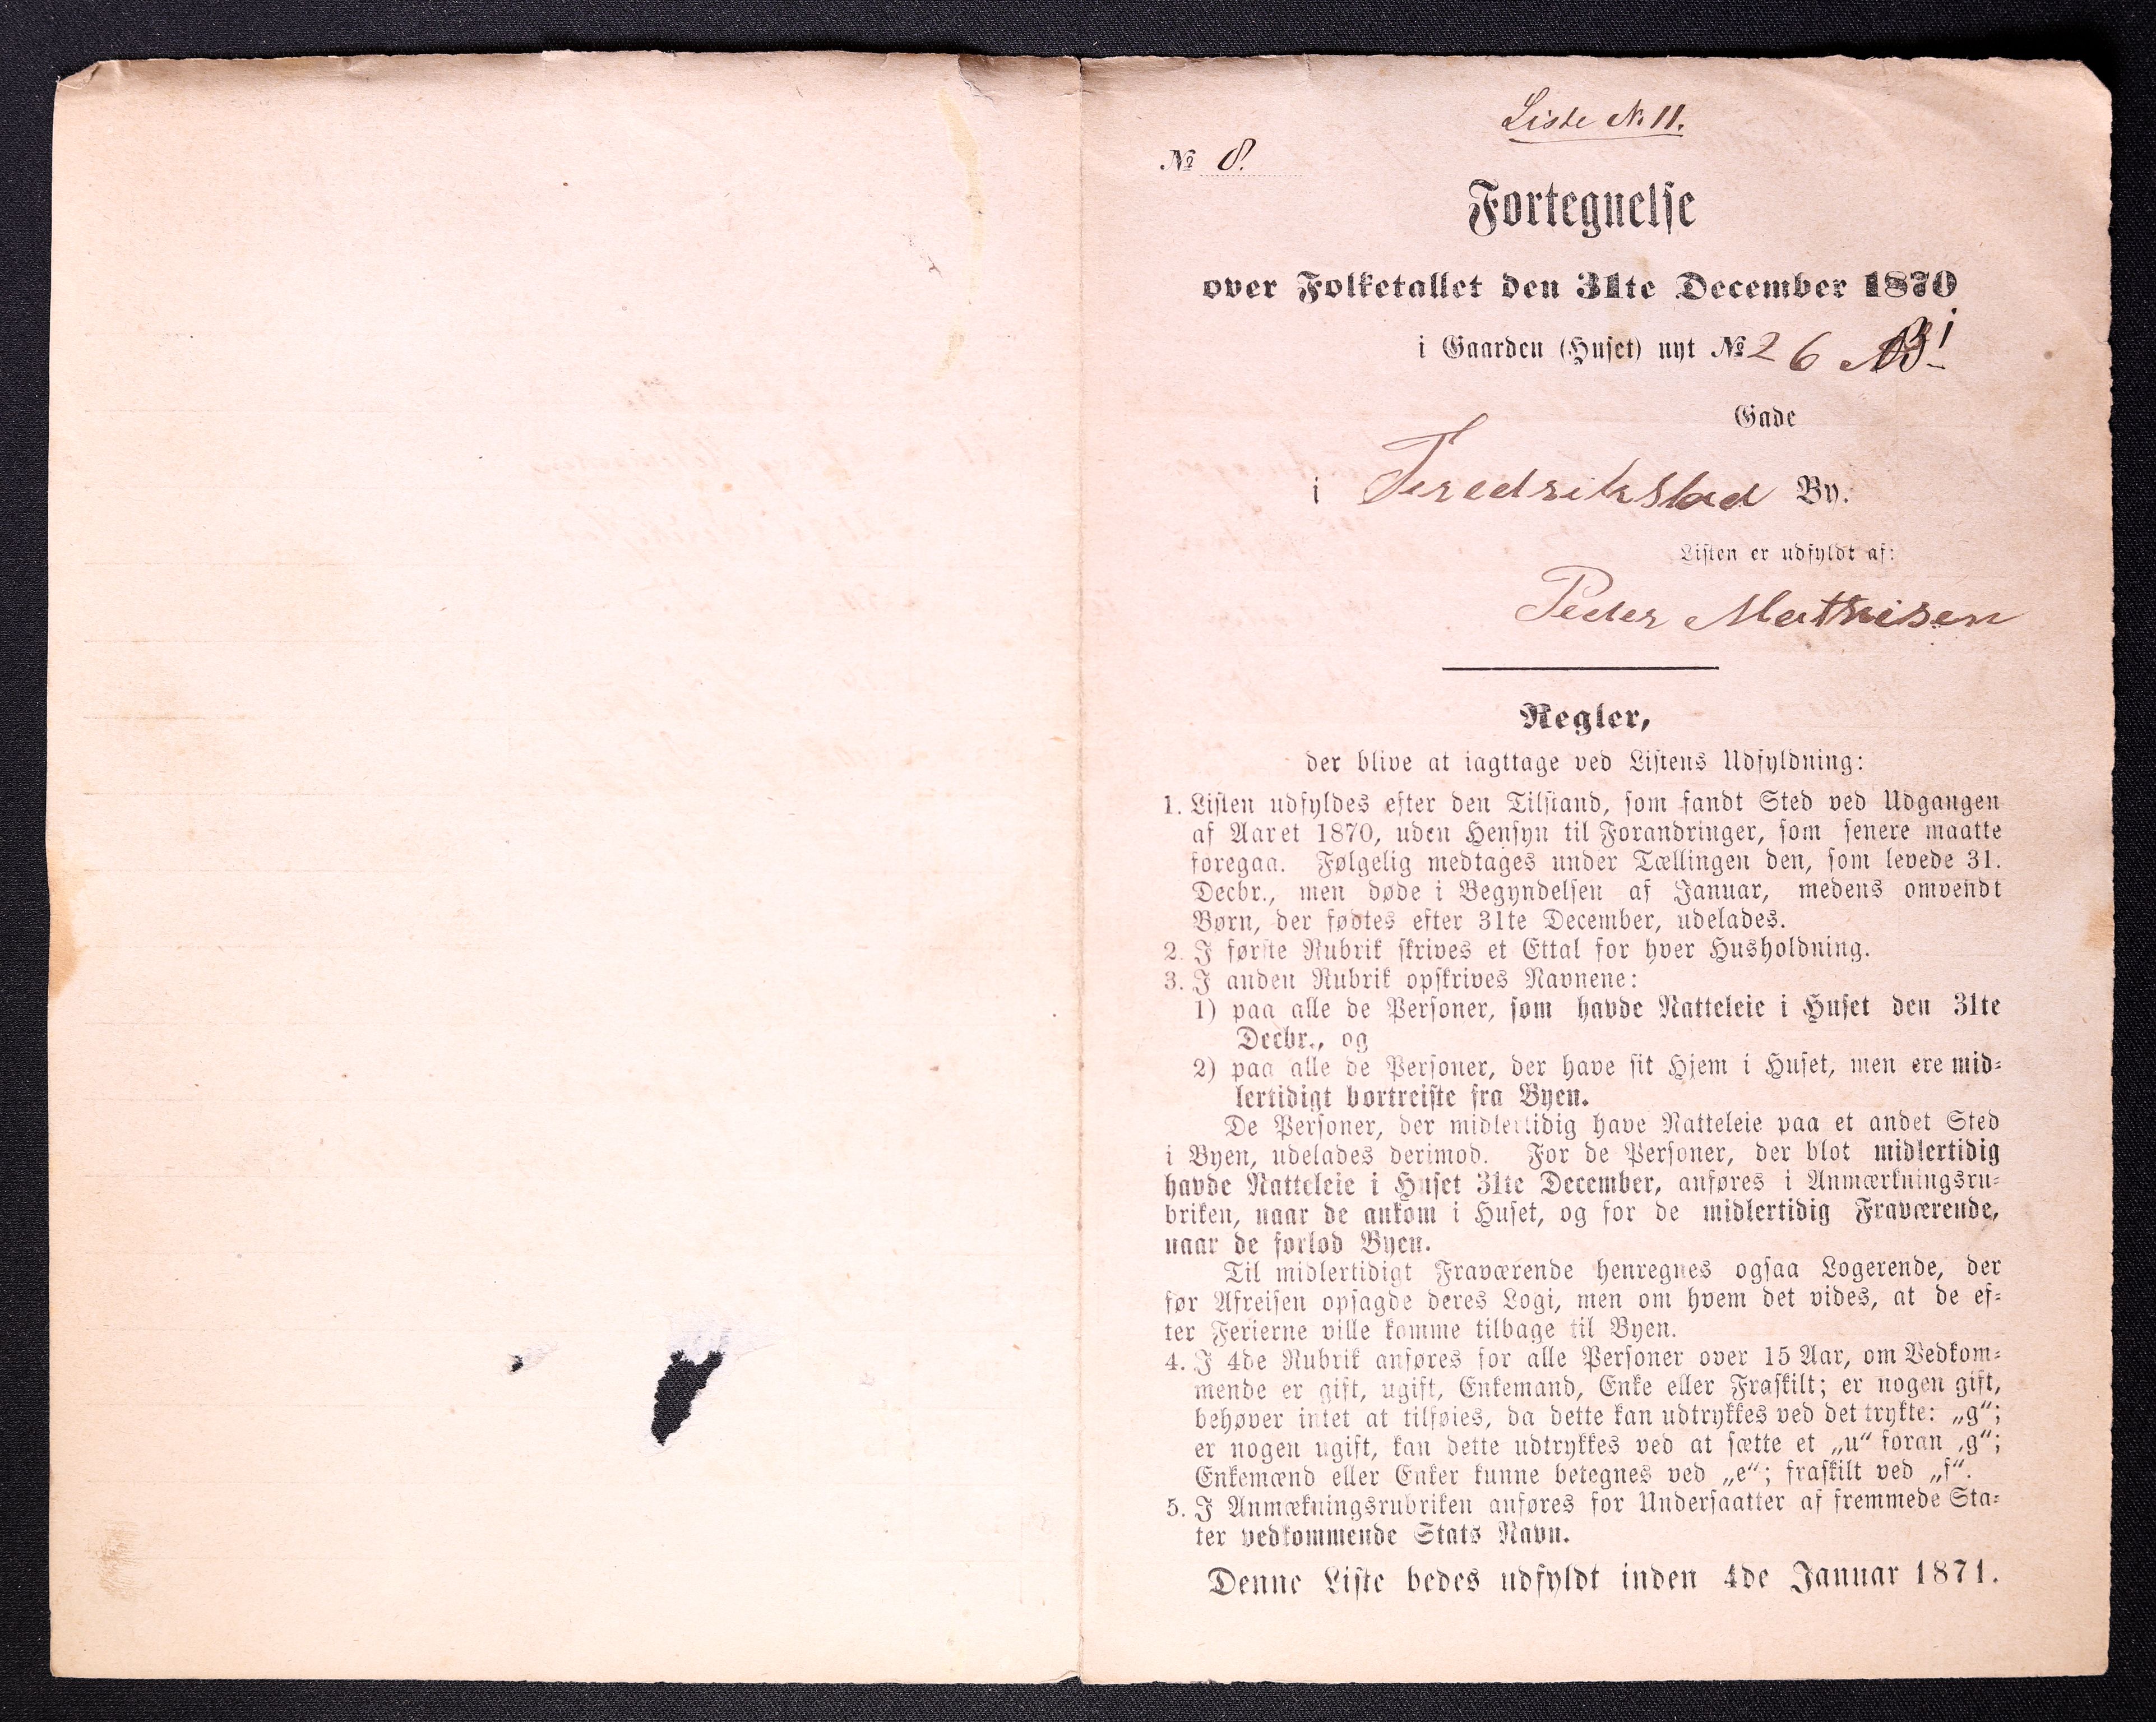 Liste № 11.
№ 8.
Fortegnelse
over Folketallet den 31te December 1870
i Gaarden (Huset) nyt № 26
Gade
i Fredrikstad By.
Listen er udfyldt af:
Peder Mathisen
Regler,
der blive at iagttage ved Listens Udfyldning:
1. Listen udfyldes efter den Tilstand, som fandt Sted ved Udgangen
af Aaret 1870, uden Hensyn til Forandringer, som senere maatte
foregaa. Følgelig medtages under Tællingen den, som levede 31.
Decbr., men døde i Begyndelsen af Januar, medens omvendt
Børn, der fødtes efter 31te December, udelades.
2. I første Rubrik skrives et Ettal for hver Husholdning.
3. I anden Rubrik opskrives Navnene:
1) paa alle de Personer, som havde Natteleie i Huset den 31te
Decbr., og
2) paa alle de Personer, der have sit Hjem i Huset, men ere mid-
lertidigt bortreiste fra Byen.
De Personer, der midlertidig have Natteleie paa et andet Sted
i Byen, udelades derimod. For de Personer, der blot midlertidig
havde Natteleie i Huset 31te December, anføres i Anmærkningsru-
briken, naar de ankom i Huset, og for de midlertidig Fraværende,
naar de forlod Byen.
Til midlertidigt Fraværende henregnes ogsaa Logerende, der
før Afreisen opsagde deres Logi, men om hvem det vides, at de ef-
ter Ferierne ville komme tilbage til Byen.
4. I 4de Rubrik anføres for alle Personer over 15 Aar, om Vedkom-
mende er gift, ugift, Enkemand, Enke eller Fraskilt; er nogen gift,
behøver intet at tilføies, da dette kan udtrykkes ved det trykte: „g“;
er nogen ugift, kan dette udtrykkes ved at sætte et „u“ foran ‚g“;
Enkemænd eller Enker kunne betegnes ved „e“; fraskilt ved „f“.
5. I Anmækningsrubriken anføres for Undersaatter af fremmede Sta-
ter vedkommende Stats Navn.
Denne Liste bedes udfyldt inden 4de Januar 1871.